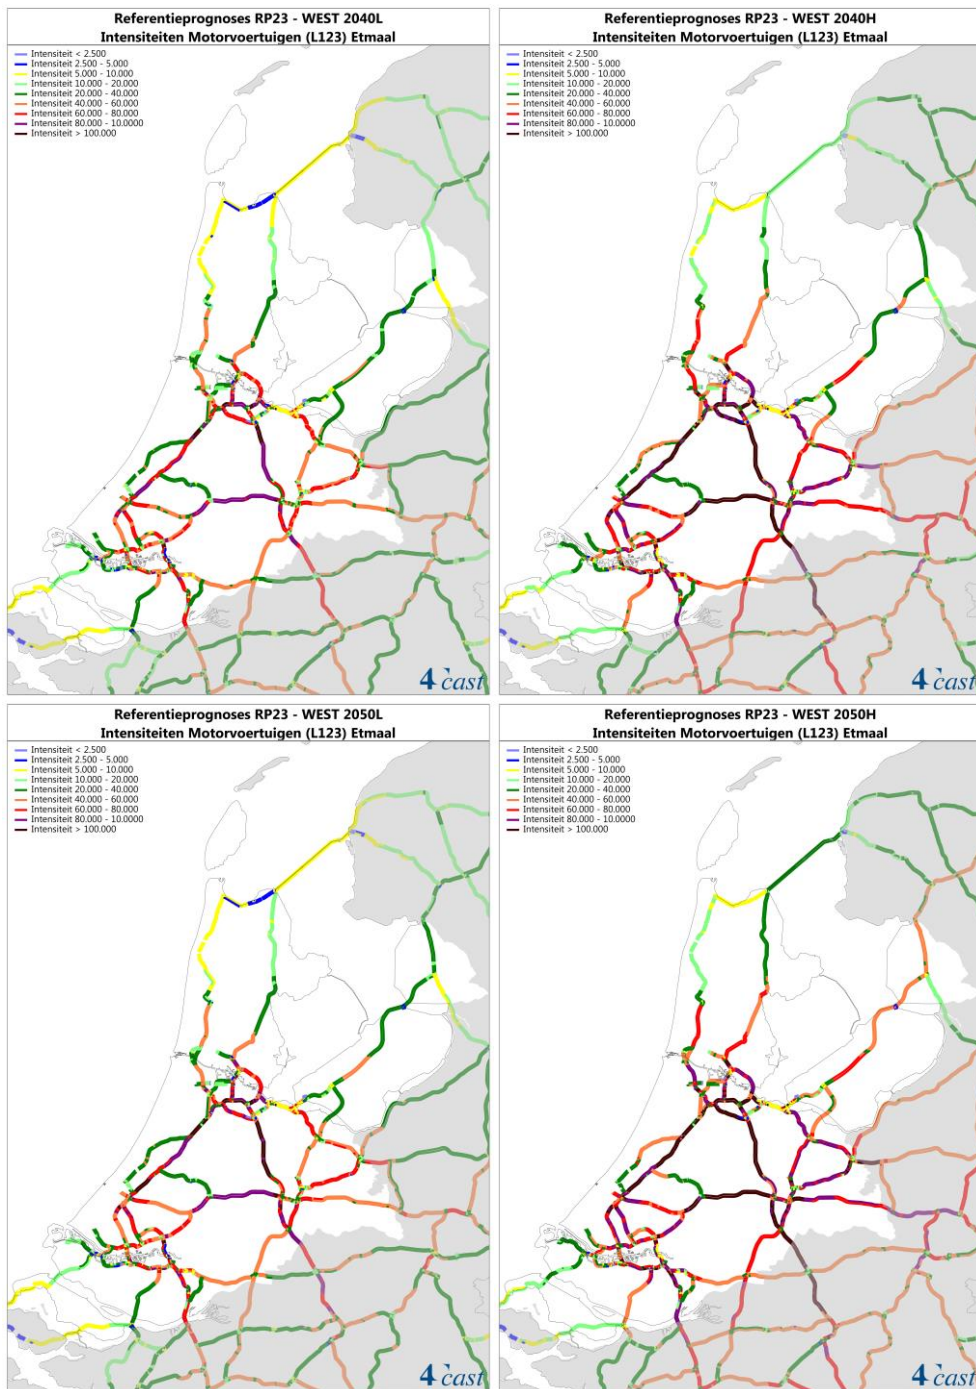 Referentieprognoses RP23 - WEST 2040L
Intensiteiten Motorvoertuigen (L123) Etmaal
Intensiteit < 2.500
Intensiteit 2.500 - 5.000
Intensiteit 5.000 - 10.000
Intensiteit 10.000 - 20.000
Intensiteit 20.000 - 40.000
Intensiteit 40.000 - 60.000
Intensiteit 60.000 - 80.000
Intensiteit 80.000 - 10.0000
Intensiteit > 100.000
4cast
Referentieprognoses RP23 - WEST 2040H
Intensiteiten Motorvoertuigen (L123) Etmaal
Intensiteit < 2.500
Intensiteit 2.500 - 5.000
Intensiteit 5.000 - 10.000
Intensiteit 10.000 - 20.000
Intensiteit 20.000 - 40.000
Intensiteit 40.000 - 60.000
Intensiteit 60.000 - 80.000
Intensiteit 80.000 - 10.0000
Intensiteit > 100.000
4cast
Referentieprognoses RP23 - WEST 2050L
Intensiteiten Motorvoertuigen (L123) Etmaal
Intensiteit < 2.500
Intensiteit 2.500 - 5.000
Intensiteit 5.000 - 10.000
Intensiteit 10.000 - 20.000
Intensiteit 20.000 - 40.000
Intensiteit 40.000 - 60.000
Intensiteit 60.000 - 80.000
Intensiteit 80.000 - 10.0000
Intensiteit > 100.000
4cast
Referentieprognoses RP23 - WEST 2050H
Intensiteiten Motorvoertuigen (L123) Etmaal
Intensiteit < 2.500
Intensiteit 2.500 - 5.000
Intensiteit 5.000 - 10.000
Intensiteit 10.000 - 20.000
Intensiteit 20.000 - 40.000
Intensiteit 40.000 - 60.000
Intensiteit 60.000 - 80.000
Intensiteit 80.000 - 10.0000
Intensiteit > 100.000
4cast